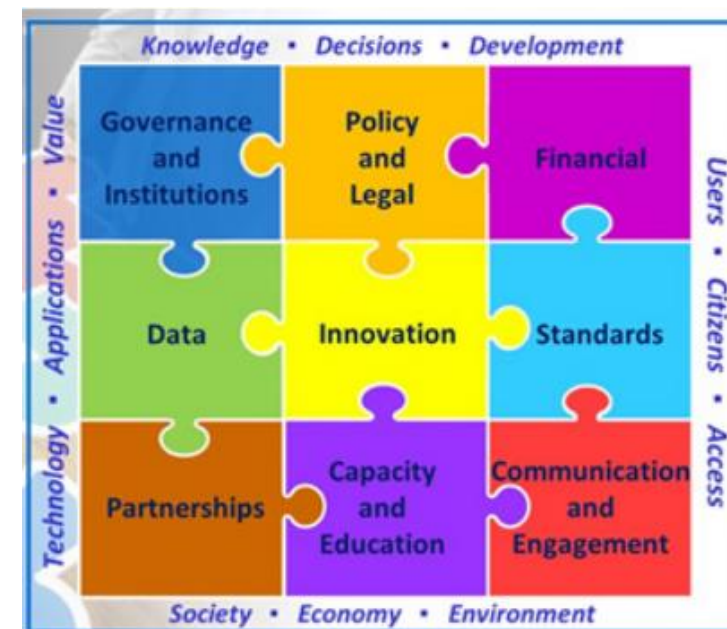 Knowledge • Decisions • Development
Technology • Applications • Value
Governance
and
Institutions
Policy
and
Legal
Financial
Data
Innovation
Standards
Partnerships
Capacity
and
Education
Communication
and
Engagement
Users • Citizens • Access
Society • Economy • Environment